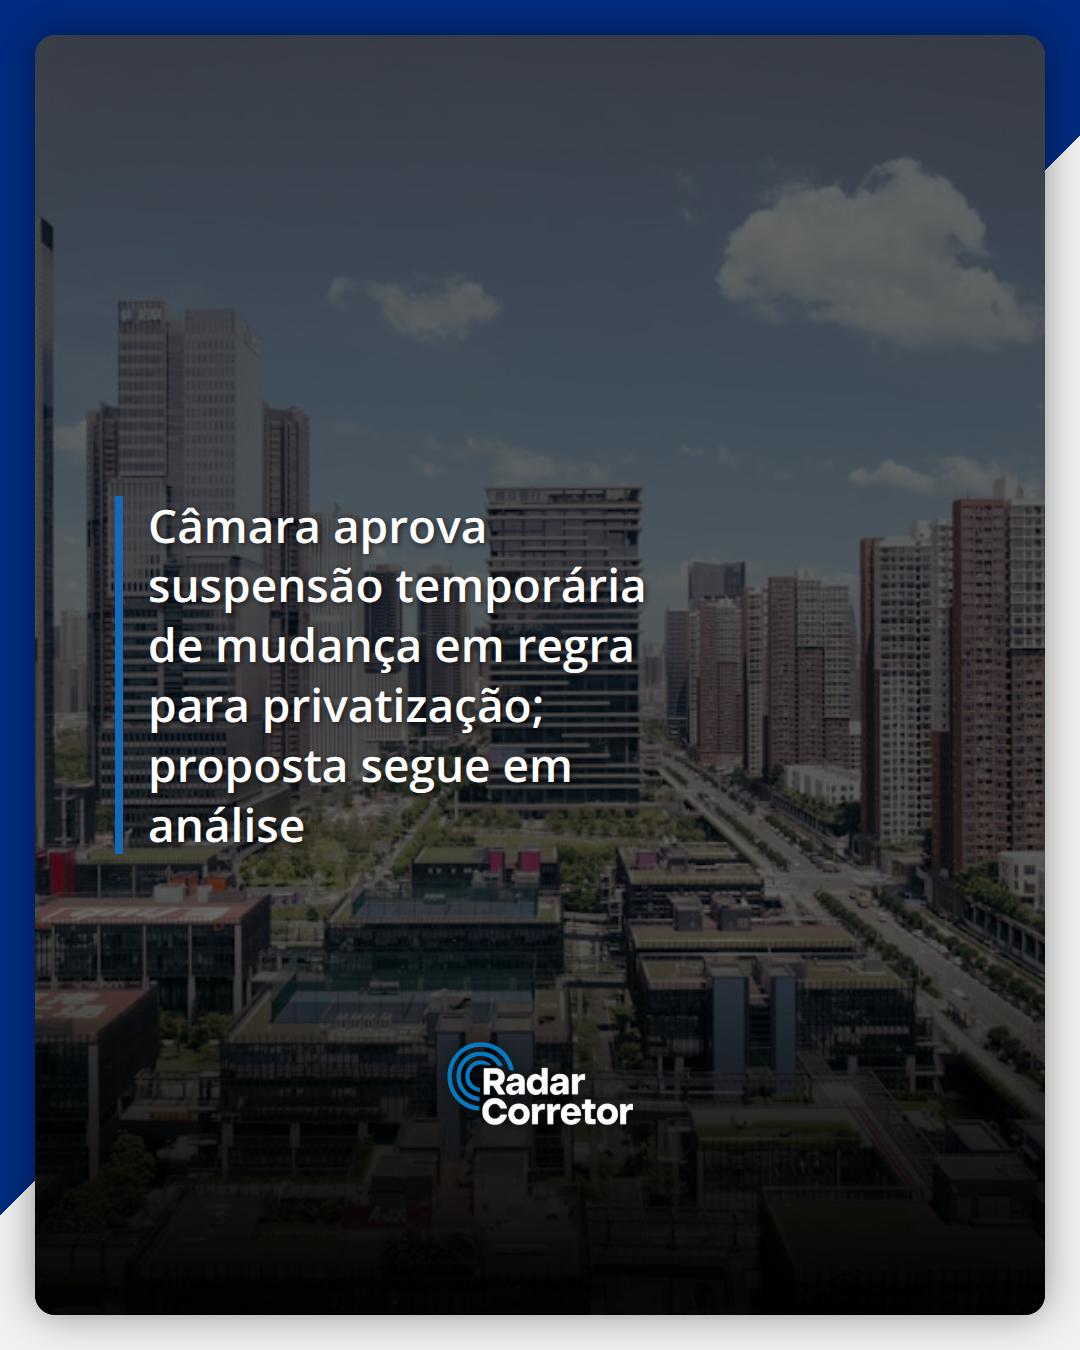 Câmara aprova
suspensão temporária
de mudança em regra
para privatização;
proposta segue em
análise
Radar
Corretor